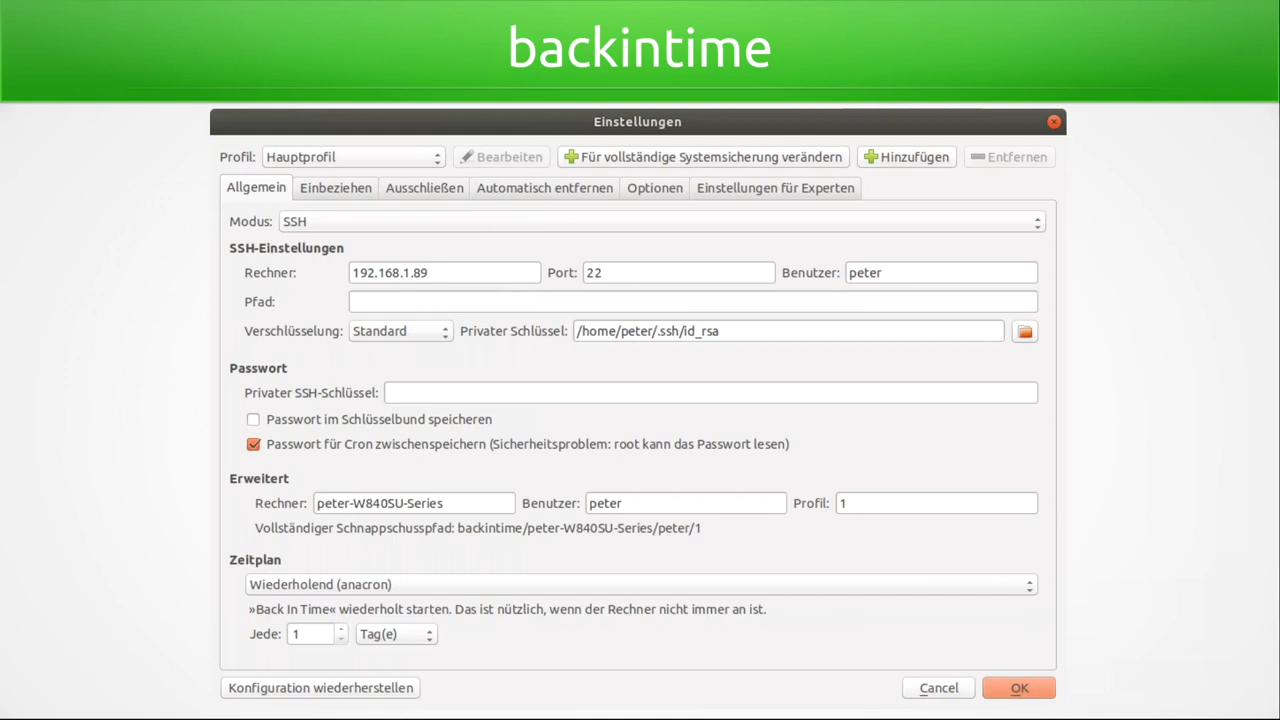 backintime
Einstellungen
Profil: Hauptprofil Bearbeiten Für vollständige Systemsicherung verändern Hinzufügen Entfernen
Allgemein Einbeziehen Ausschließen Automatisch entfernen Optionen Einstellungen für Experten
Modus: SSH
SSH-Einstellungen
Rechner: 192.168.1.89 Port: 22 Benutzer: peter
Pfad:
Verschlüsselung: Standard Privater Schlüssel: /home/peter/.ssh/id_rsa
Passwort
Privater SSH-Schlüssel:
Passwort im Schlüsselbund speichern
Passwort für Cron zwischenspeichern (Sicherheitsproblem: root kann das Passwort lesen)
Erweitert
Rechner: peter-W840SU-Series Benutzer: peter Profil: 1
Vollständiger Schnappschusspfad: backintime/peter-W840SU-Series/peter/1
Zeitplan
Wiederholend (anacron)
»Back In Time« wiederholt starten. Das ist nützlich, wenn der Rechner nicht immer an ist.
Jede: 1 Tag(e)
Konfiguration wiederherstellen Cancel OK